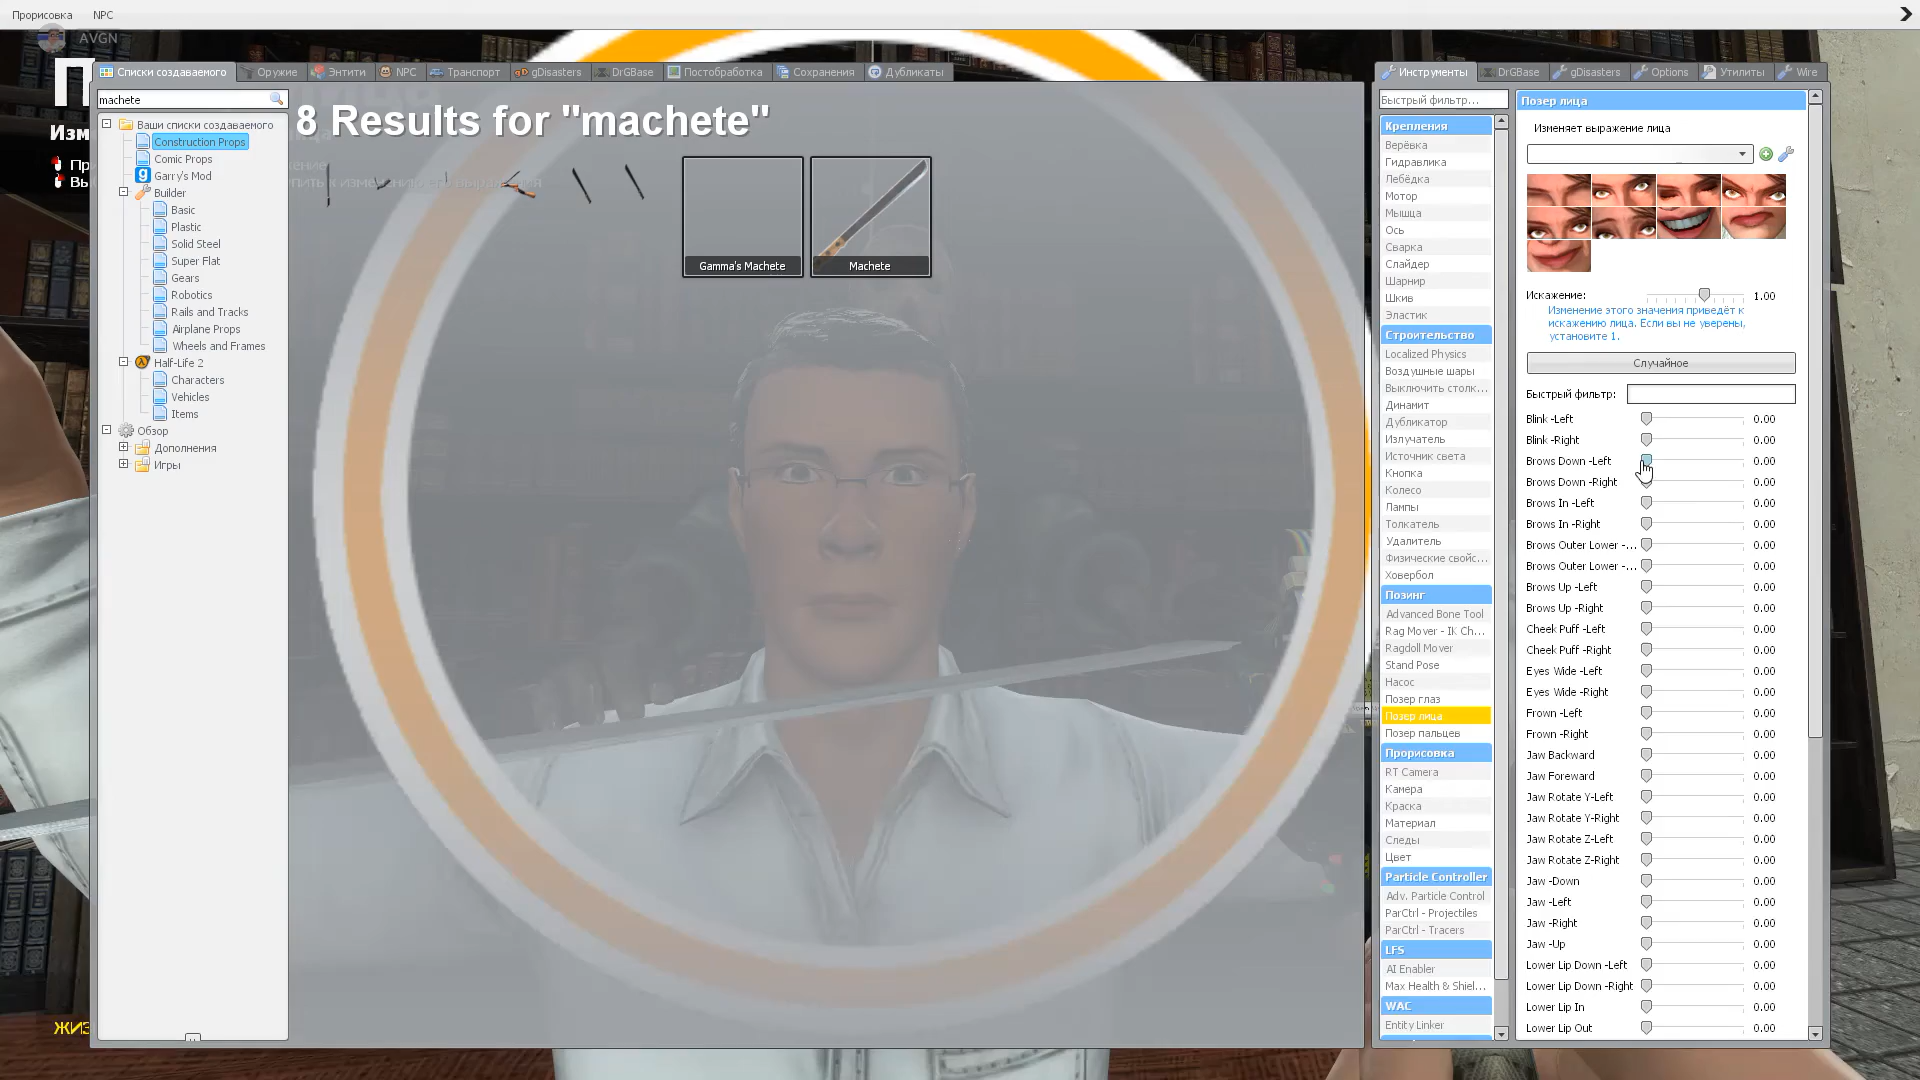 Прорисовка NPC
AVGN
Списки создаваемого Оружие Энтити NPC Транспорт gDisasters DrGBase Постобработка Сохранения Дубликаты
machete
8 Results for "machete"
Ваши списки создаваемого
Construction Props
Comic Props
Garry's Mod
Builder
Basic
Plastic
Solid Steel
Super Flat
Gears
Robotics
Rails and Tracks
Airplane Props
Wheels and Frames
Half-Life 2
Characters
Vehicles
Items
Обзор
Дополнения
Игры
Gamma's Machete
Machete
Инструменты DrGBase gDisasters Options Утилиты Wire
Быстрый фильтр...
Крепления
Верёвка
Гидравлика
Лебёдка
Мотор
Мышца
Ось
Сварка
Слайдер
Шарнир
Шкив
Эластик
Строительство
Localized Physics
Воздушные шары
Выключить столк...
Динамит
Дубликатор
Излучатель
Источник света
Кнопка
Колесо
Лампы
Толкатель
Удалитель
Физические свойс...
Ховербол
Позинг
Advanced Bone Tool
Rag Mover - IK Ch...
Ragdoll Mover
Stand Pose
Насос
Позер глаз
Позер лица
Позер пальцев
Прорисовка
RT Camera
Камера
Краска
Материал
Следы
Цвет
Particle Controller
Adv. Particle Control
ParCtrl - Projectiles
ParCtrl - Tracers
LFS
AI Enabler
Max Health & Shiel...
WAC
Entity Linker
Позер лица
Изменяет выражение лица
Искажение: 1.00
Изменение этого значения приведёт к
искажению лица. Если вы не уверены,
установите 1.
Случайное
Быстрый фильтр:
Blink -Left 0.00
Blink -Right 0.00
Brows Down -Left 0.00
Brows Down -Right 0.00
Brows In -Left 0.00
Brows In -Right 0.00
Brows Outer Lower -... 0.00
Brows Outer Lower -... 0.00
Brows Up -Left 0.00
Brows Up -Right 0.00
Cheek Puff -Left 0.00
Cheek Puff -Right 0.00
Eyes Wide -Left 0.00
Eyes Wide -Right 0.00
Frown -Left 0.00
Frown -Right 0.00
Jaw Backward 0.00
Jaw Foreward 0.00
Jaw Rotate Y-Left 0.00
Jaw Rotate Y-Right 0.00
Jaw Rotate Z-Left 0.00
Jaw Rotate Z-Right 0.00
Jaw -Down 0.00
Jaw -Left 0.00
Jaw -Right 0.00
Jaw -Up 0.00
Lower Lip Down -Left 0.00
Lower Lip Down -Right 0.00
Lower Lip In 0.00
Lower Lip Out 0.00